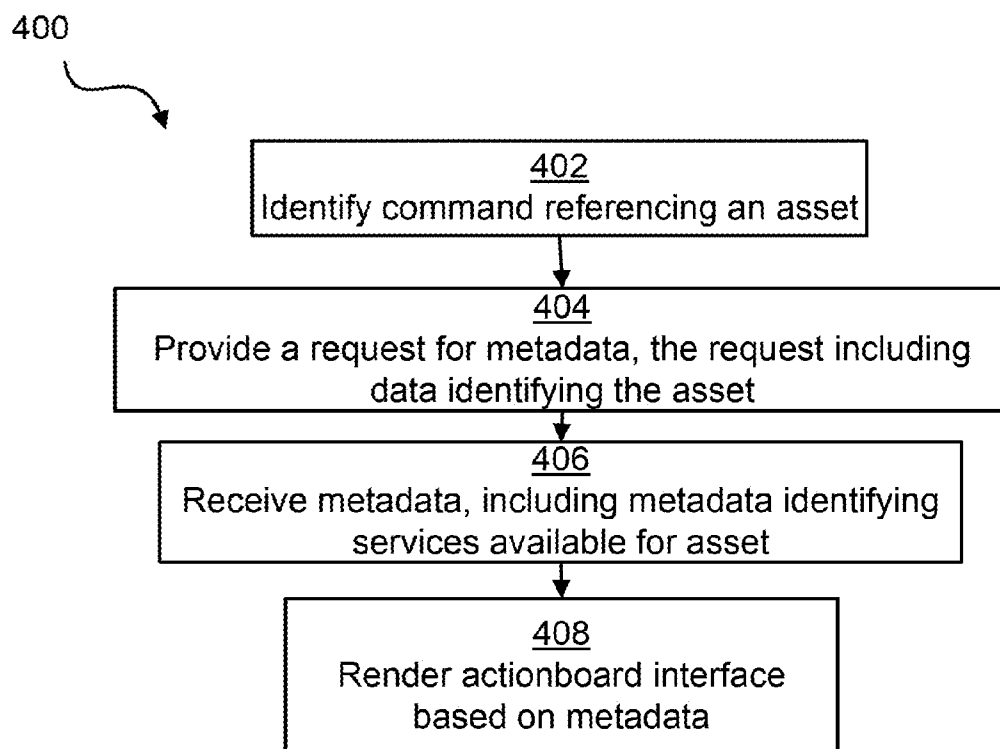 400
402
Identify command referencing an asset
404
Provide a request for metadata, the request including
data identifying the asset
406
Receive metadata, including metadata identifying
services available for asset
408
Render actionboard interface
based on metadata